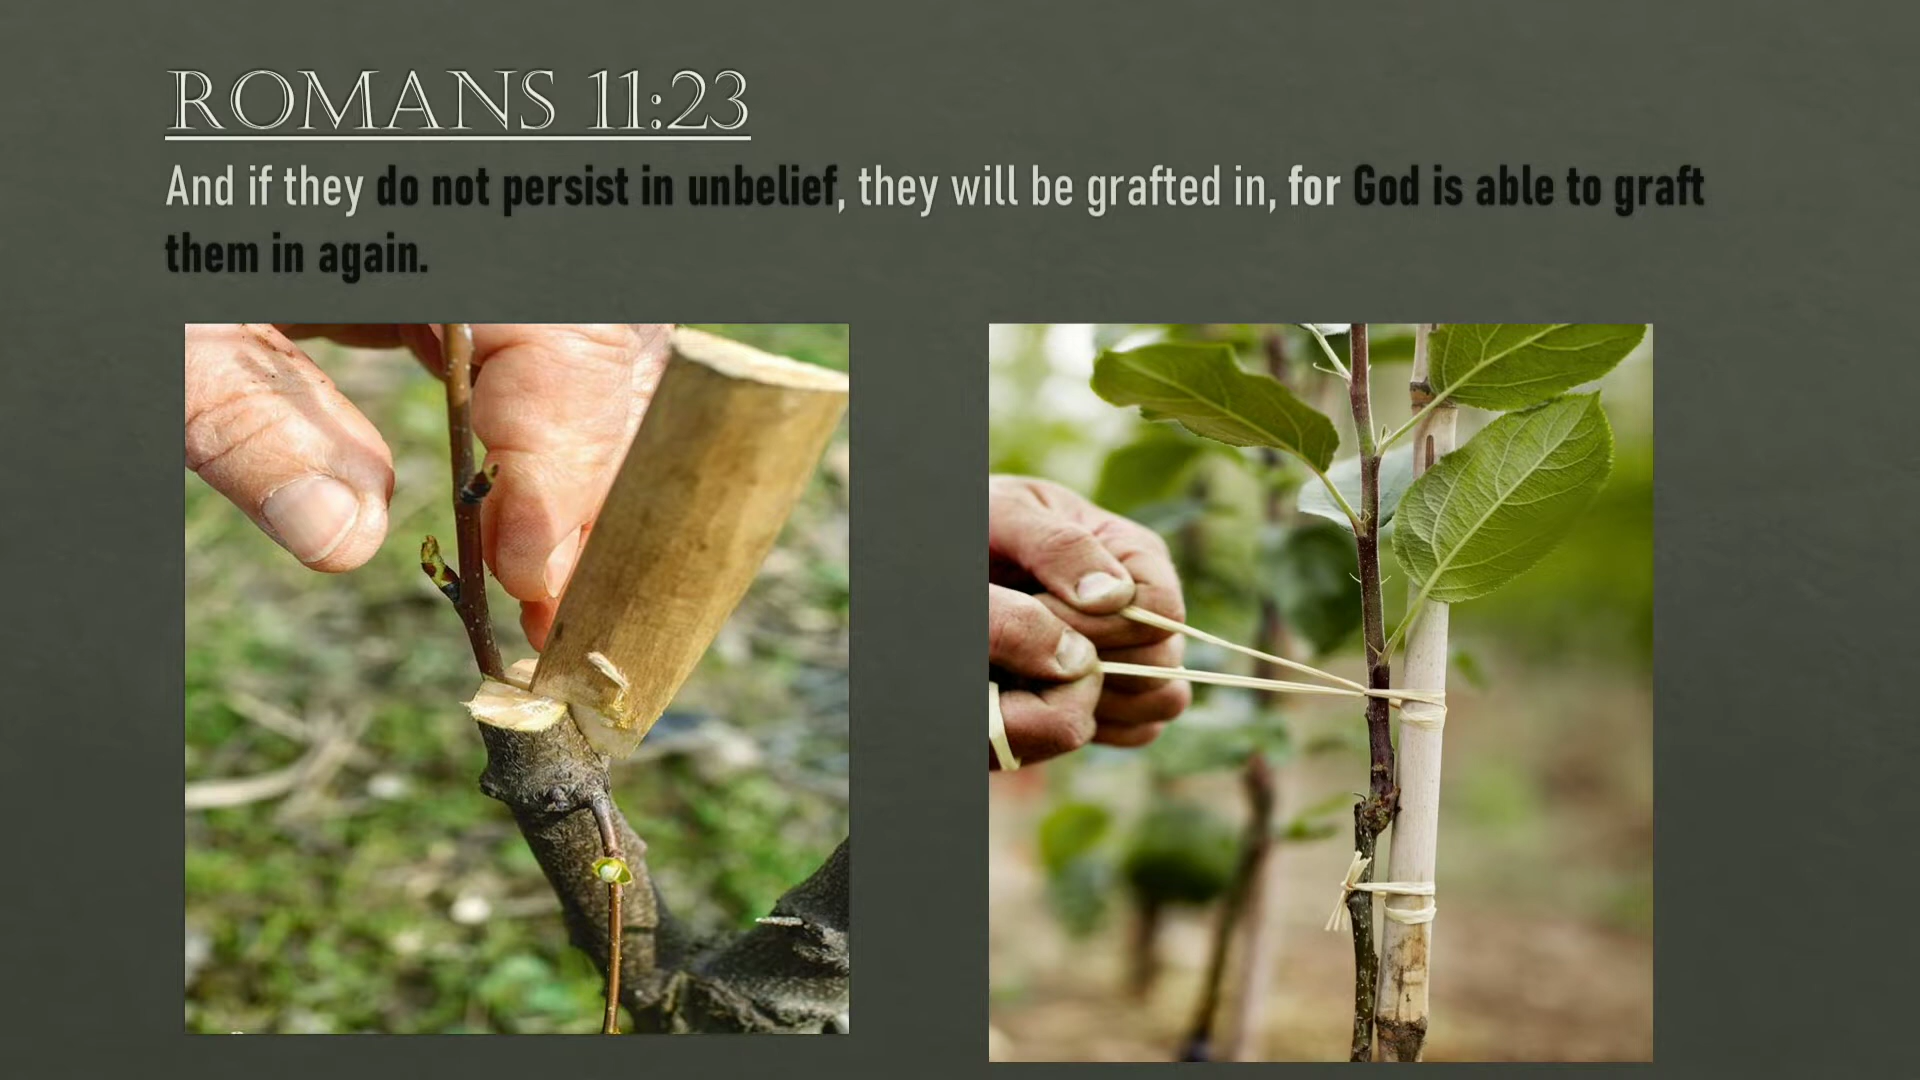 ROMANS 11:23
And if they do not persist in unbelief, they will be grafted in, for God is able to graft
them in again.